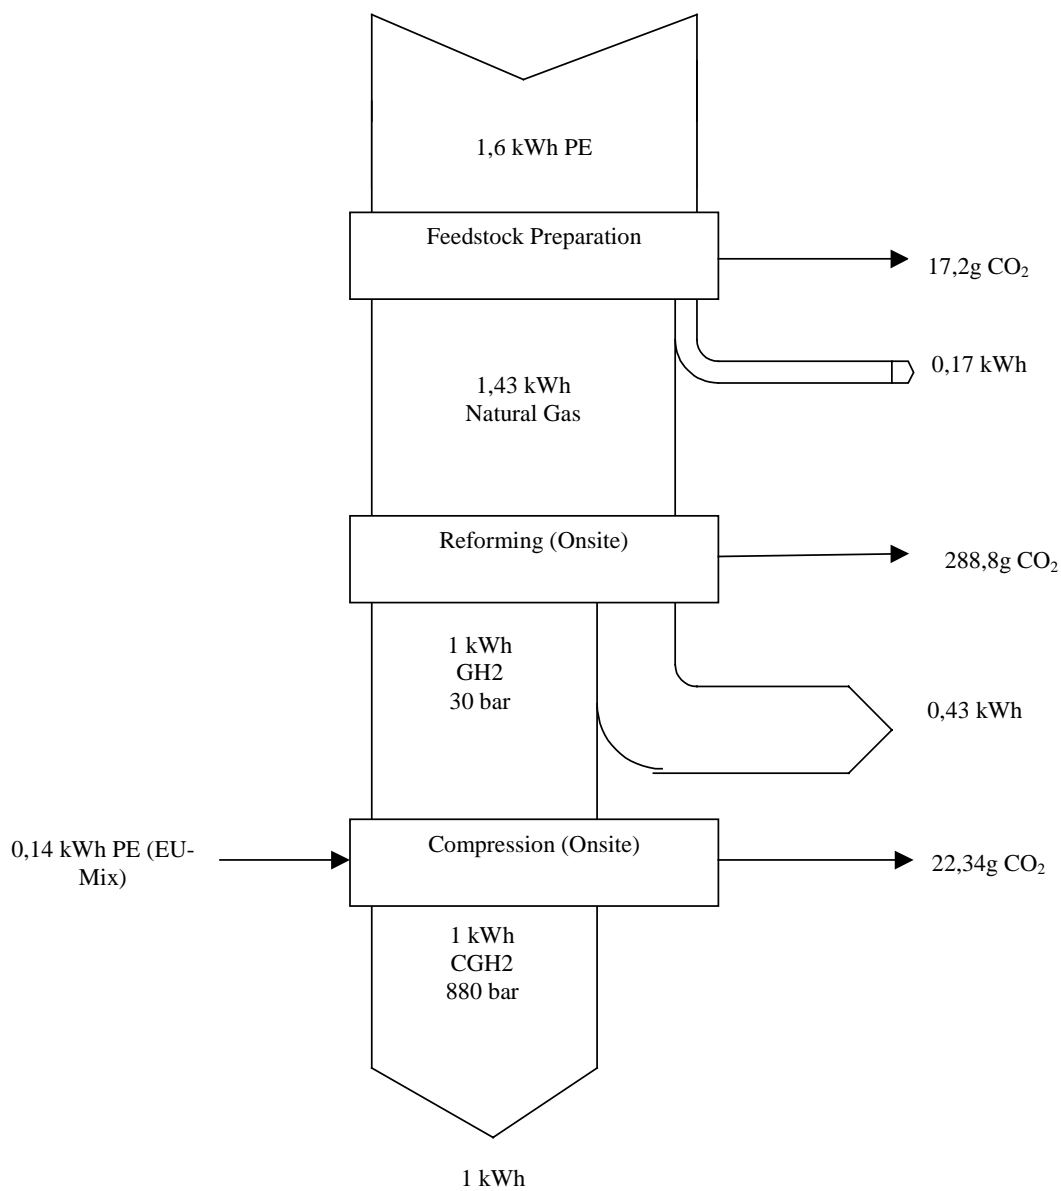 1,6 kWh PE
Feedstock Preparation
17,2g CO₂
0,17 kWh
1,43 kWh
Natural Gas
Reforming (Onsite)
288,8g CO₂
1 kWh
GH2
30 bar
0,43 kWh
0,14 kWh PE (EU-
Mix)
Compression (Onsite)
22,34g CO₂
1 kWh
CGH2
880 bar
1 kWh